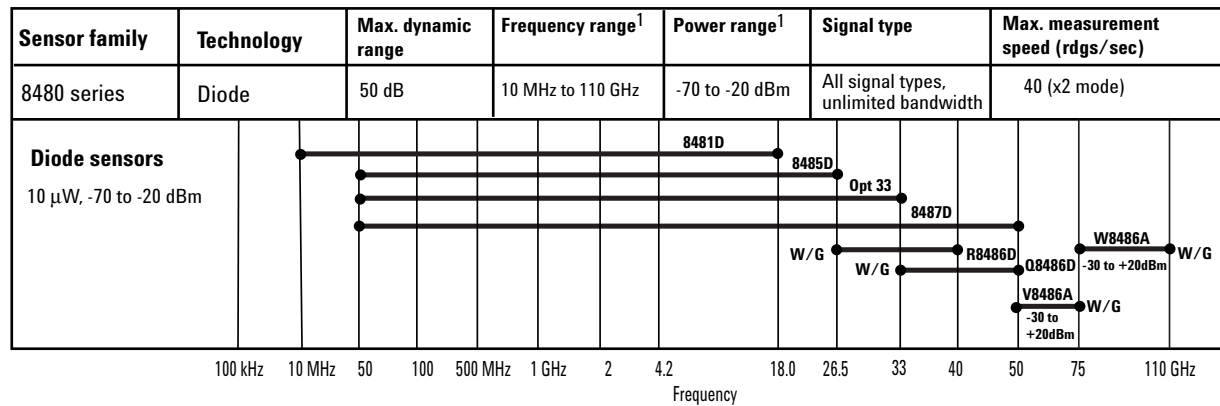 Sensor family Technology Max. dynamic range Frequency range1 Power range1 Signal type Max. measurement speed (rdgs/sec)
8480 series Diode 50 dB 10 MHz to 110 GHz -70 to -20 dBm All signal types, unlimited bandwidth 40 (x2 mode)
Diode sensors
10 μW, -70 to -20 dBm
8481D
8485D
Opt 33
8487D
W/G R8486D W8486A W/G
-30 to +20dBm
W/G Q8486D
V8486A W/G
-30 to
+20dBm
100 kHz 10 MHz 50 100 500 MHz 1 GHz 2 4.2 18.0 26.5 33 40 50 75 110 GHz
Frequency